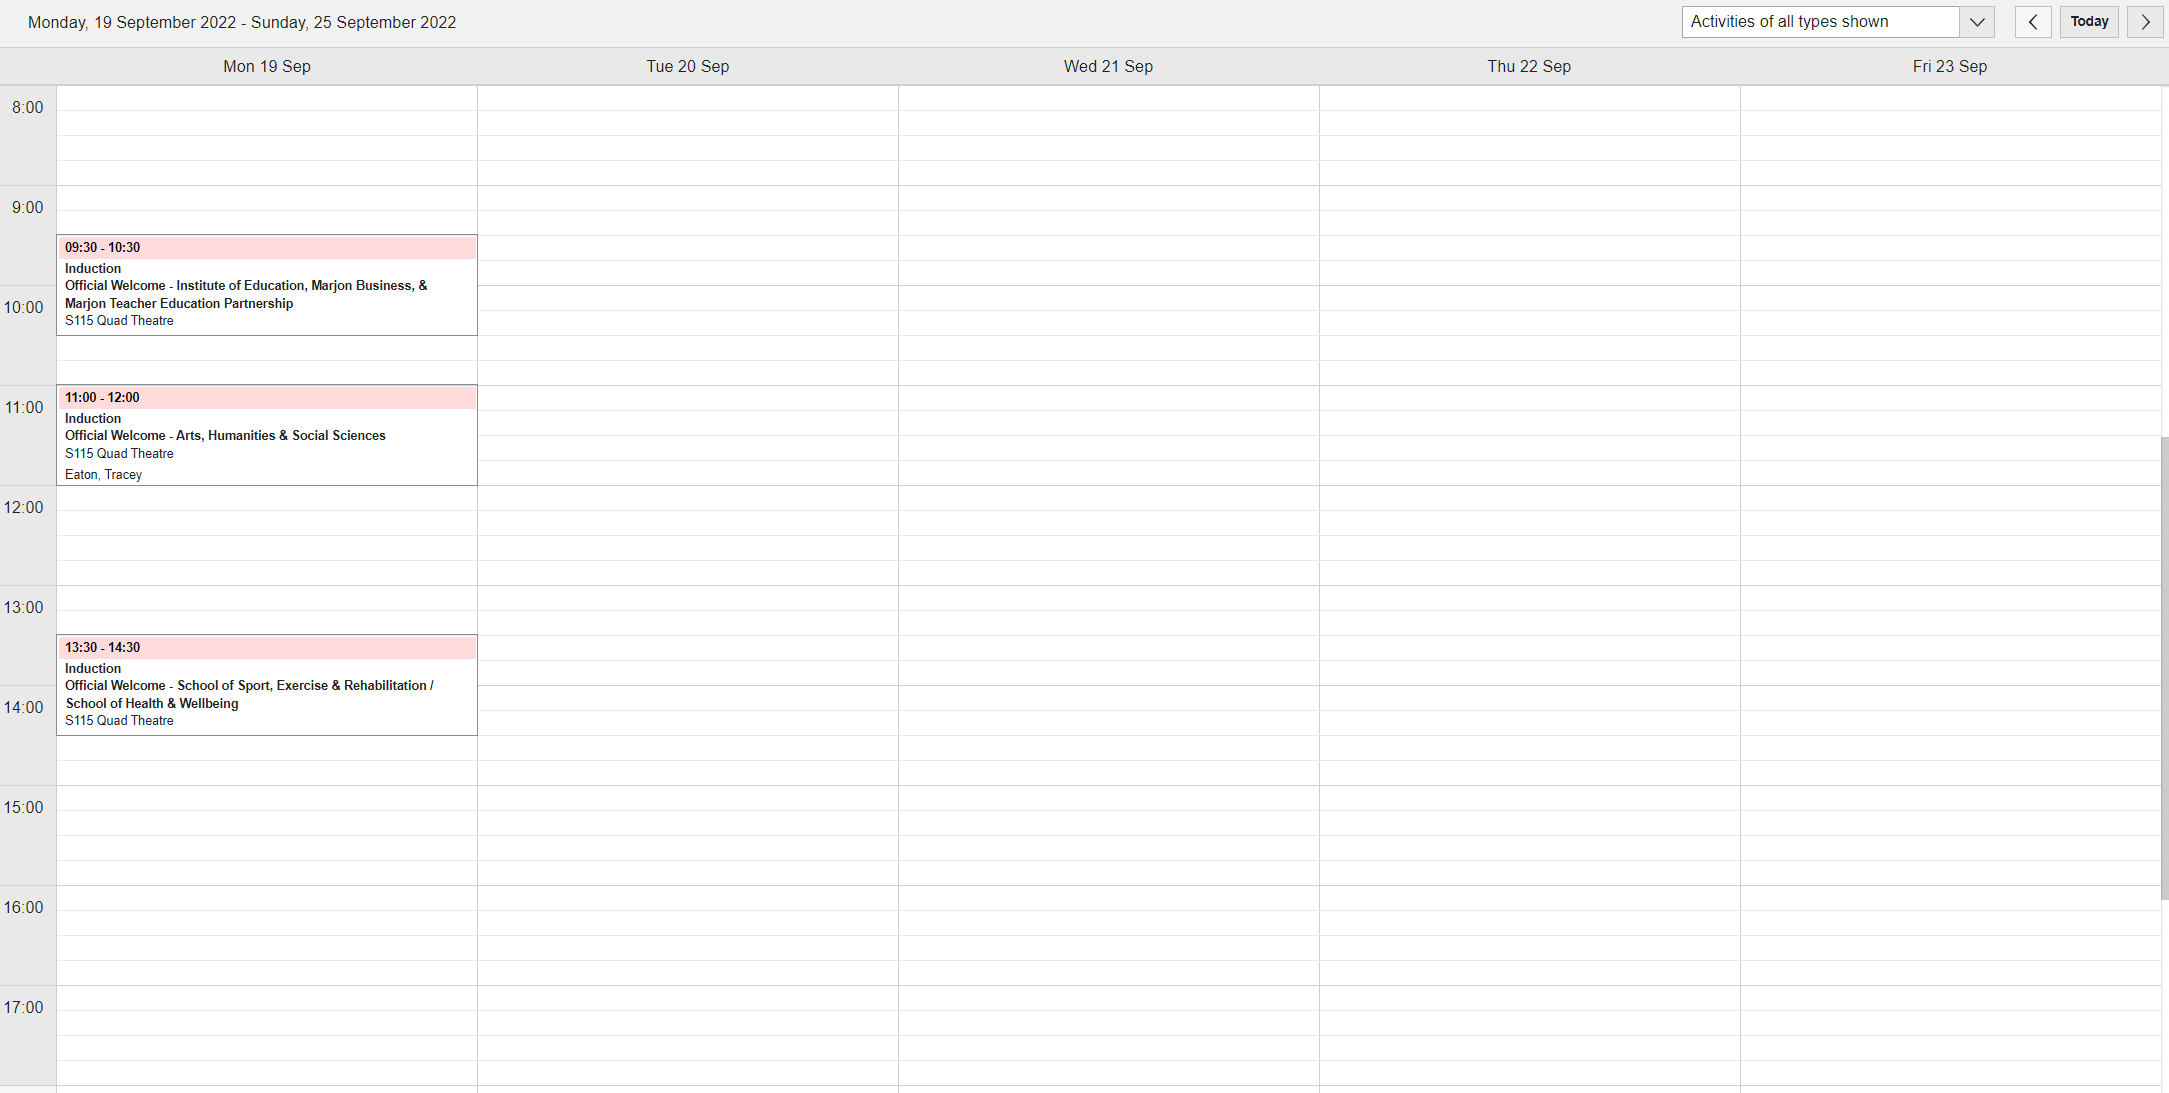 Monday, 19 September 2022 - Sunday, 25 September 2022
Activities of all types shown
Today
Mon 19 Sep
Tue 20 Sep
Wed 21 Sep
Thu 22 Sep
Fri 23 Sep
8:00
9:00
09:30 - 10:30
Induction
Official Welcome - Institute of Education, Marjon Business, &
Marjon Teacher Education Partnership
S115 Quad Theatre
10:00
11:00
11:00 - 12:00
Induction
Official Welcome - Arts, Humanities & Social Sciences
S115 Quad Theatre
Eaton, Tracey
12:00
13:00
13:30 - 14:30
Induction
Official Welcome - School of Sport, Exercise & Rehabilitation /
School of Health & Wellbeing
S115 Quad Theatre
14:00
15:00
16:00
17:00